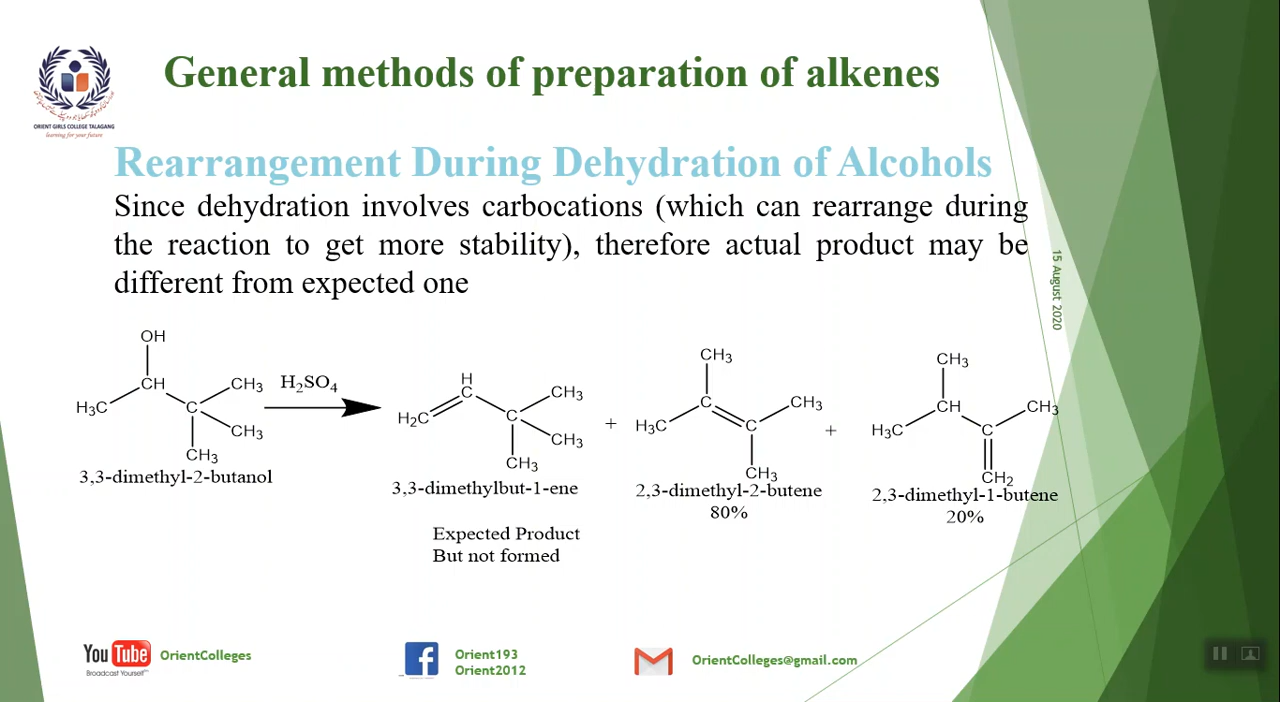 General methods of preparation of alkenes
ORIENT GIRLS COLLEGE TALAGANG
learning for your future
Rearrangement During Dehydration of Alcohols
Since dehydration involves carbocations (which can rearrange during
the reaction to get more stability), therefore actual product may be
different from expected one
15 August 2020
OH
CH
H₃C
C
CH₃
CH₃
CH₃
3,3-dimethyl-2-butanol
H₂SO₄
H
C
H₂C
C
CH₃
CH₃
CH₃
3,3-dimethylbut-1-ene
Expected Product
But not formed
+
CH₃
C
H₃C
C
CH₃
CH₃
2,3-dimethyl-2-butene
80%
+
CH₃
CH
H₃C
C
CH₃
CH₂
2,3-dimethyl-1-butene
20%
You Tube
Broadcast Yourself™
OrientColleges
Orient193
Orient2012
OrientColleges@gmail.com